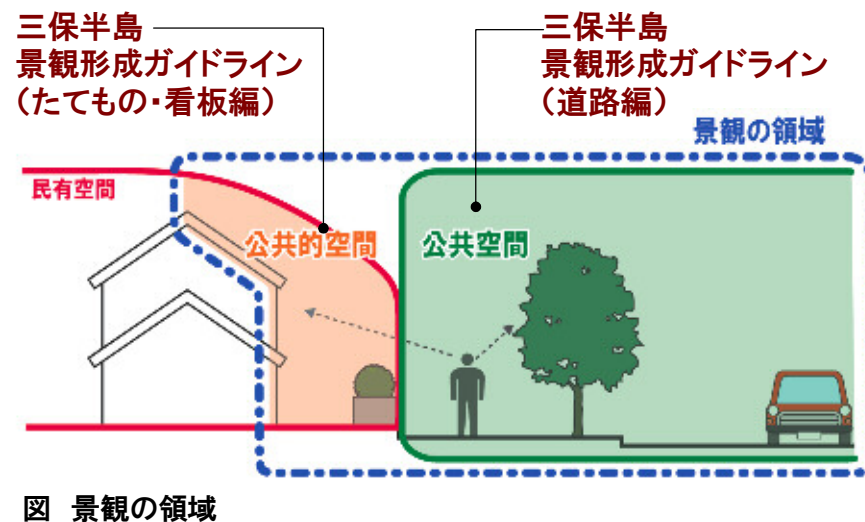 三保半島
景観形成ガイドライン
（たてもの・看板編）
三保半島
景観形成ガイドライン
（道路編）
景観の領域
民有空間
公共的空間
公共空間
図 景観の領域